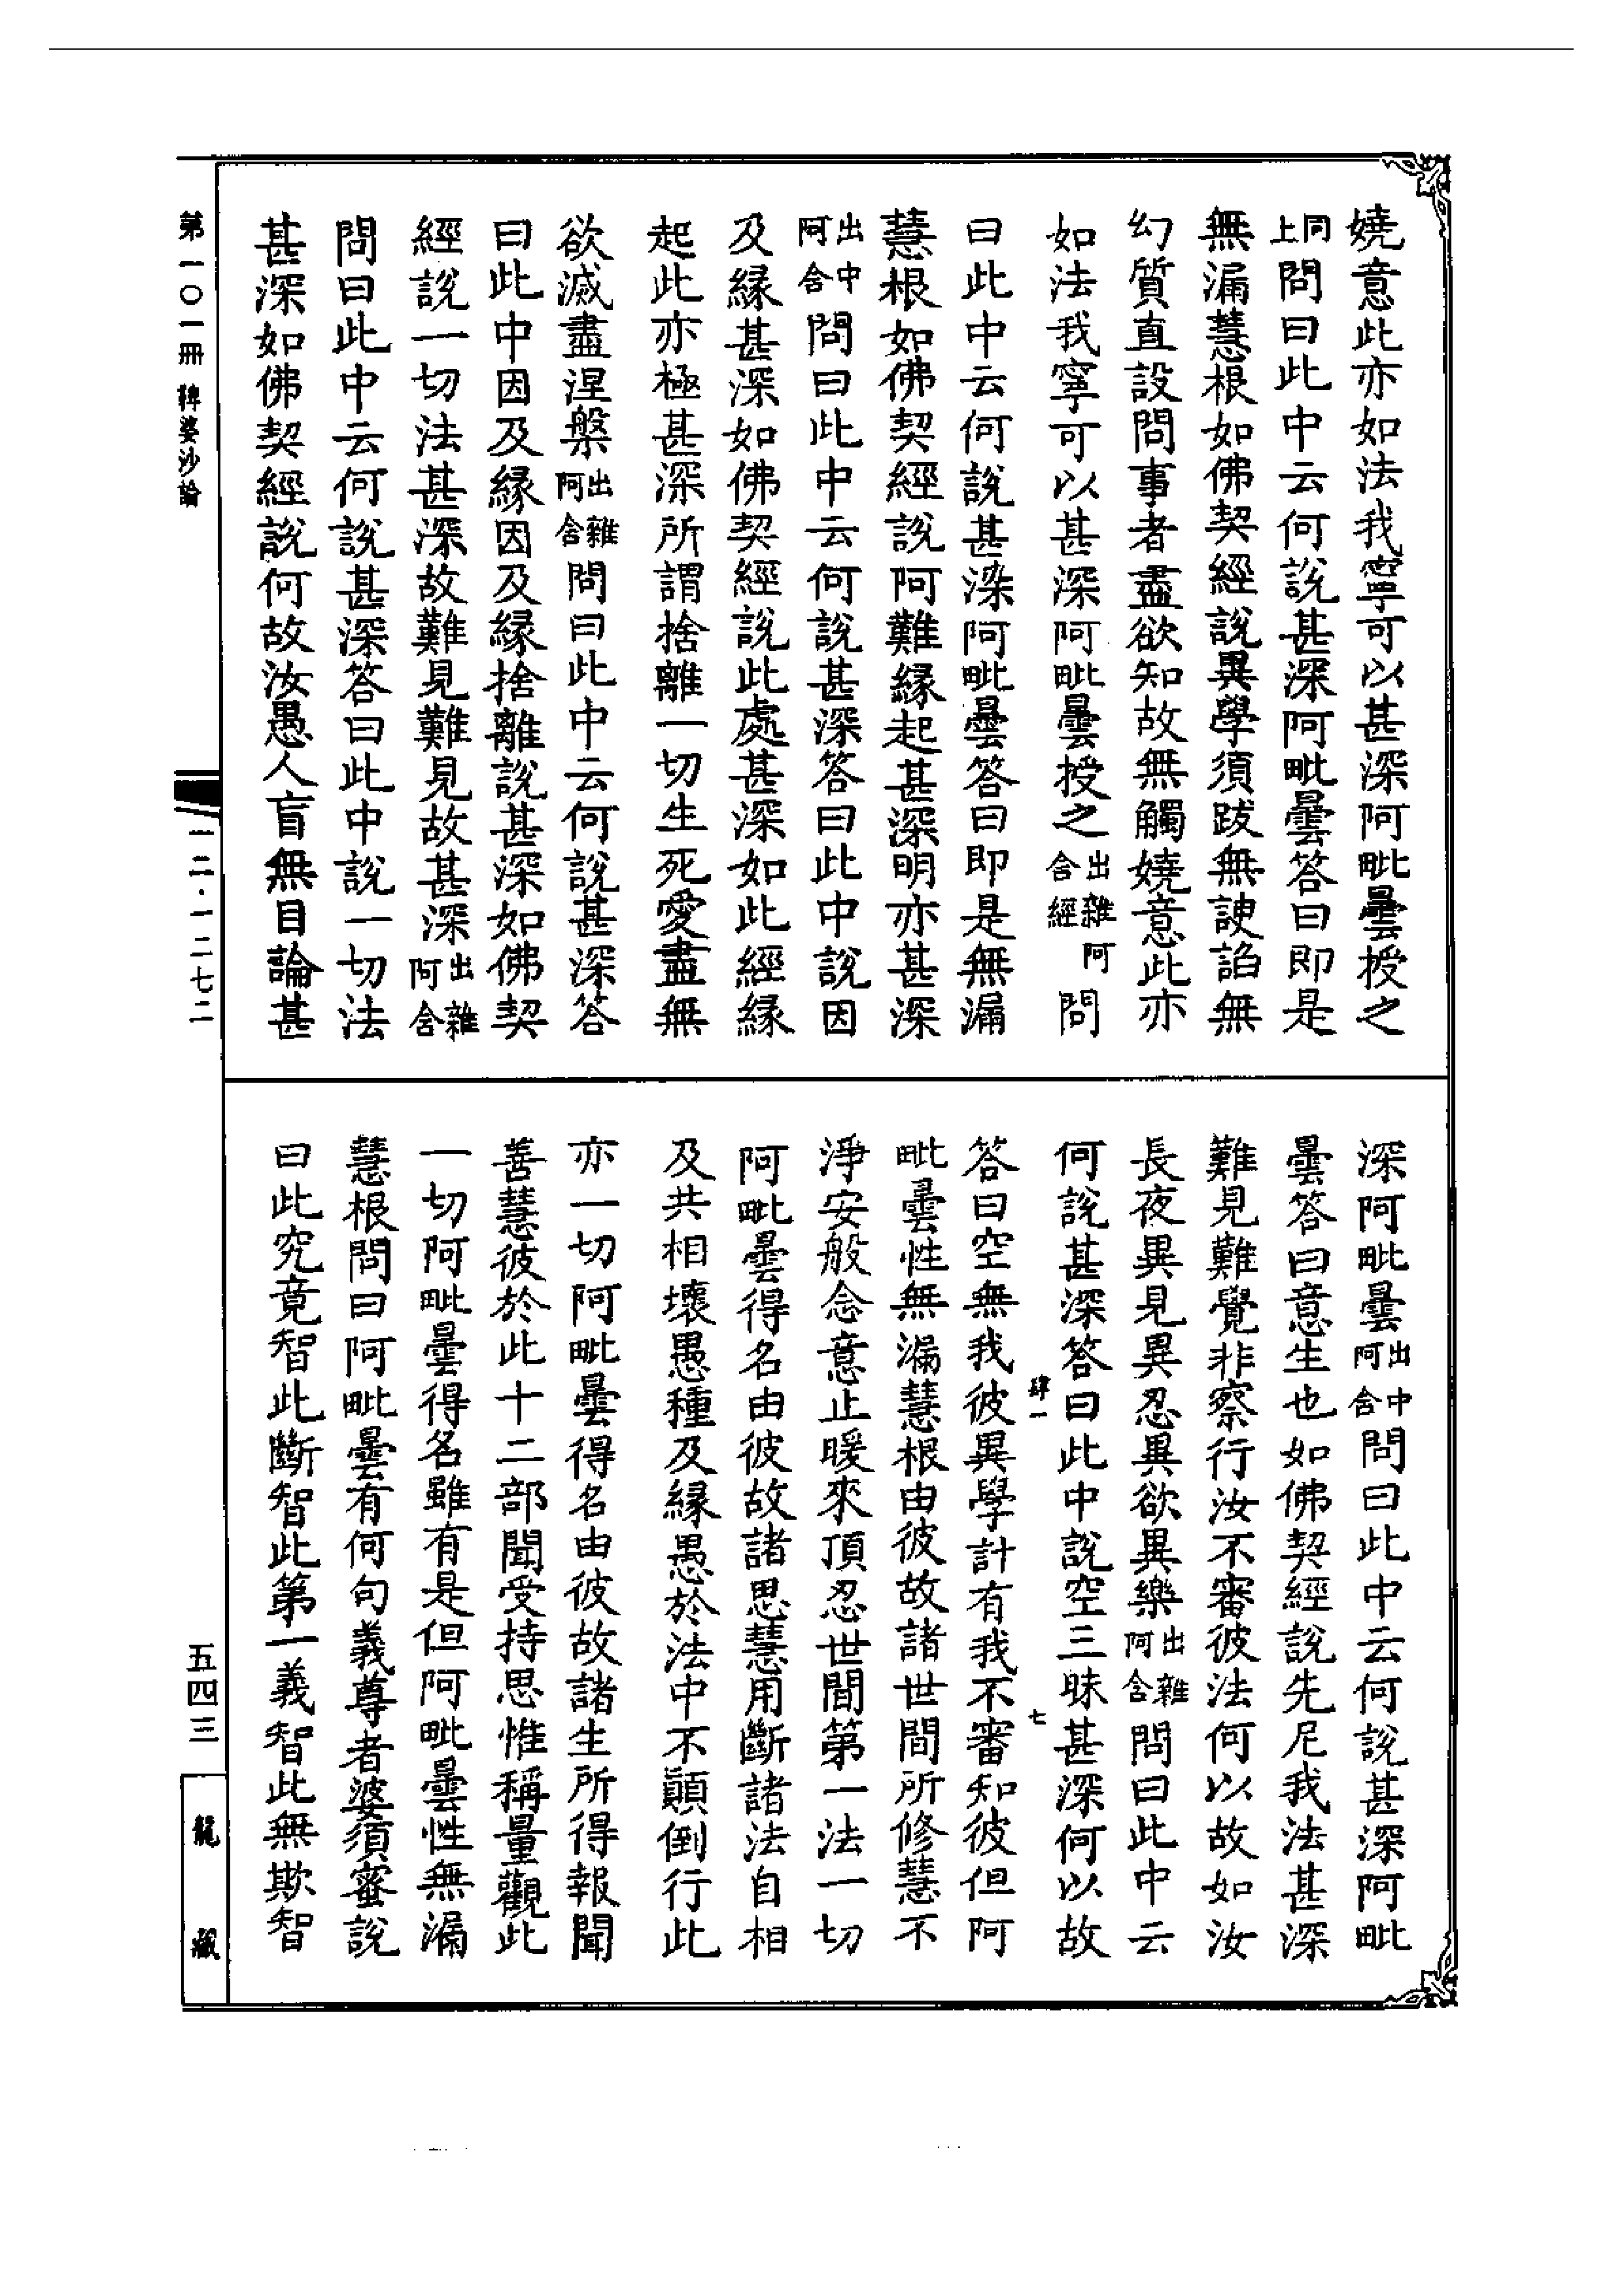 嬈意此亦如法我寧可以甚深阿毗曇授之
同上問曰此中云何說甚深阿毗曇答曰即是
無漏慧根如佛契經說異學須跋無諛諂無
幻質直設問事者盡欲知故無觸嬈意此亦
如法我寧可以甚深阿毗曇授之出雜阿含經問
曰此中云何說甚深阿毗曇答曰即是無漏
慧根如佛契經說阿難緣起甚深明亦甚深
出中阿含問曰此中云何說甚深答曰此中說因
及緣甚深如佛契經說此處甚深如此經緣
起此亦極甚深所謂捨離一切生死愛盡無
欲滅盡涅槃出雜阿含問曰此中云何說甚深答
曰此中因及緣因及緣捨離說甚深如佛契
經說一切法甚深故難見難見故甚深出雜阿含
問曰此中云何說甚深答曰此中說一切法
甚深如佛契經說何故汝愚人盲無目論甚
深阿毗曇出中阿含問曰此中云何說甚深阿毗
曇答曰意生也如佛契經說先尼我法甚深
難見難覺非察行汝不審彼法何以故如汝
長夜異見異忍異欲異樂出雜阿含問曰此中云
何說甚深答曰此中說空三昧甚深何以故
肆一 七
答曰空無我彼異學計有我不審知彼但阿
毗曇性無漏慧根由彼故諸世間所修慧不
淨安般念意止暖來頂忍世間第一法一切
阿毗曇得名由彼故諸思慧用斷諸法自相
及共相壞愚種及緣愚於法中不顛倒行此
亦一切阿毗曇得名由彼故諸生所得報聞
善慧彼於此十二部聞受持思惟稱量觀此
一切阿毗曇得名雖有是但阿毗曇性無漏
慧根問曰阿毗曇有何句義尊者婆須蜜說
曰此究竟智此斷智此第一義智此無欺智
第一〇一冊 鞞婆沙論
一二·一二七二
五四三
龍藏